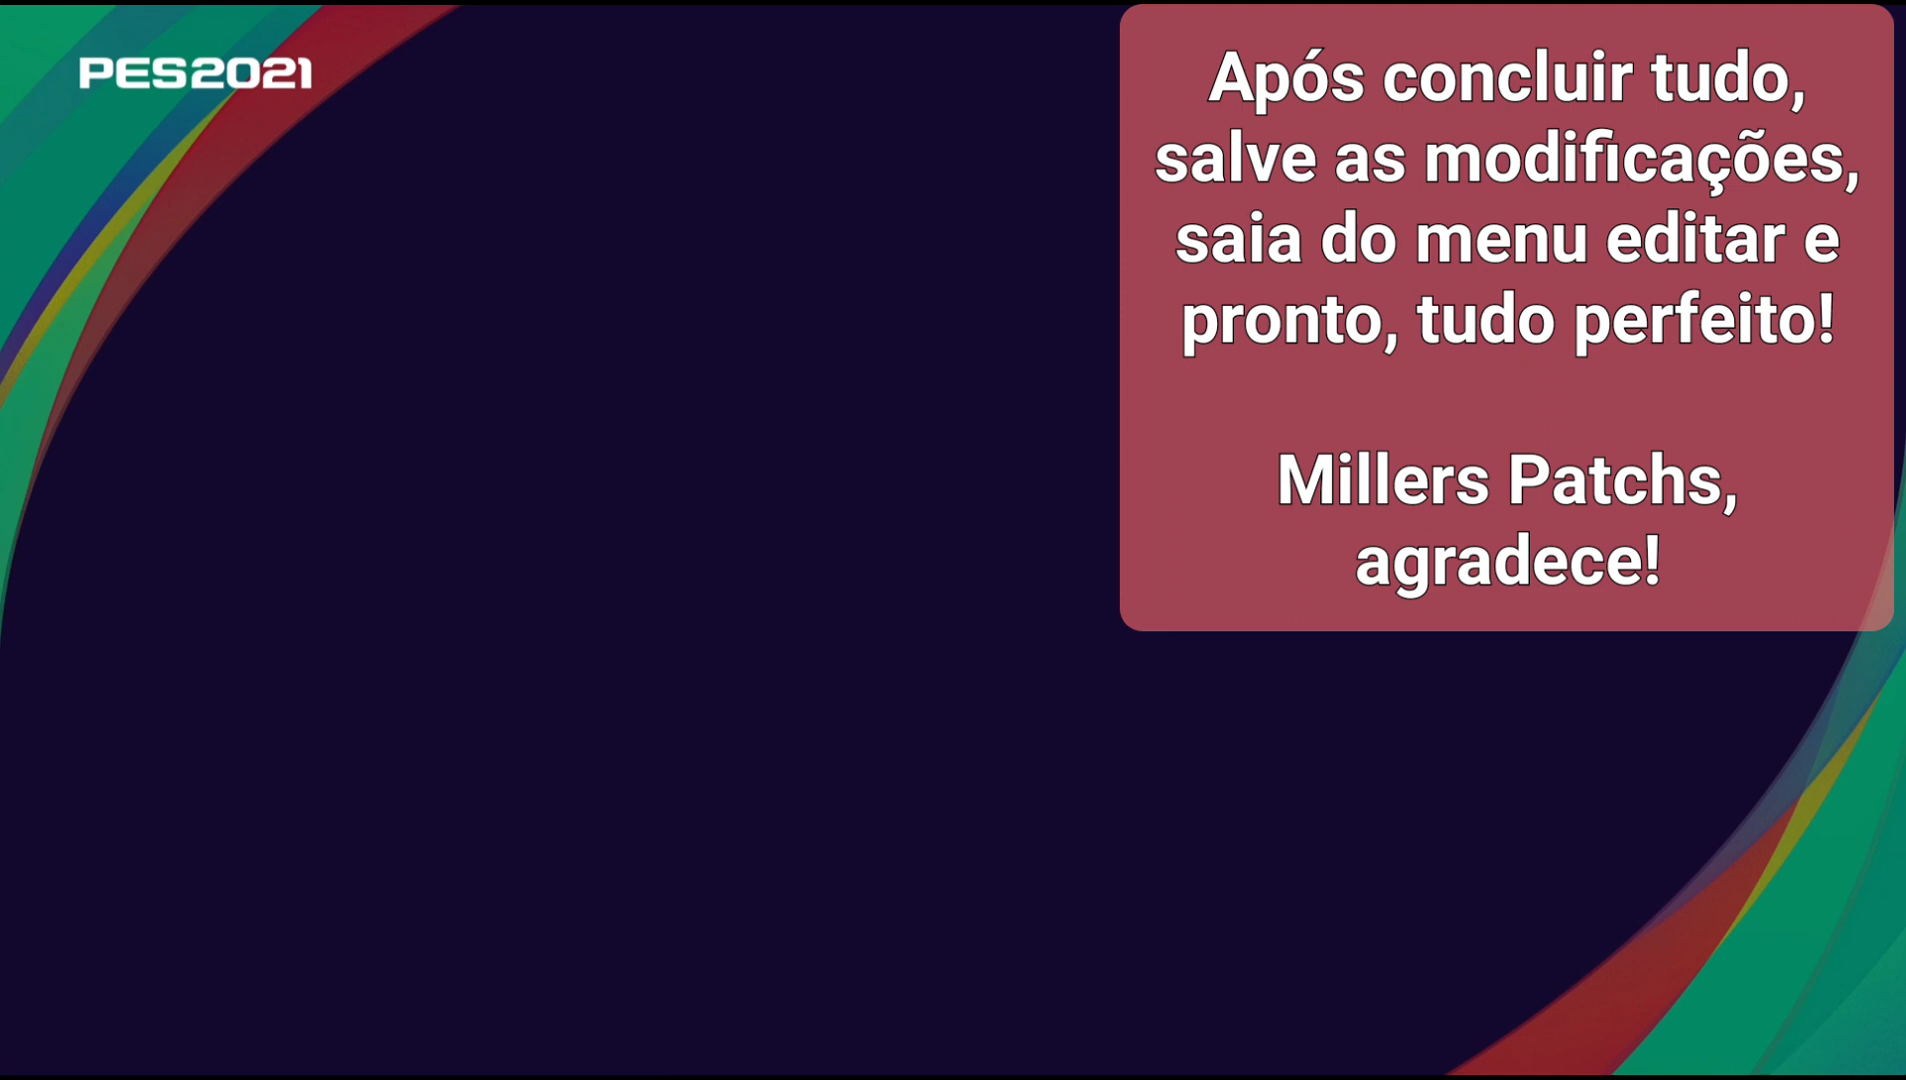 PES2021
Após concluir tudo,
salve as modificações,
saia do menu editar e
pronto, tudo perfeito!
Millers Patchs,
agradece!